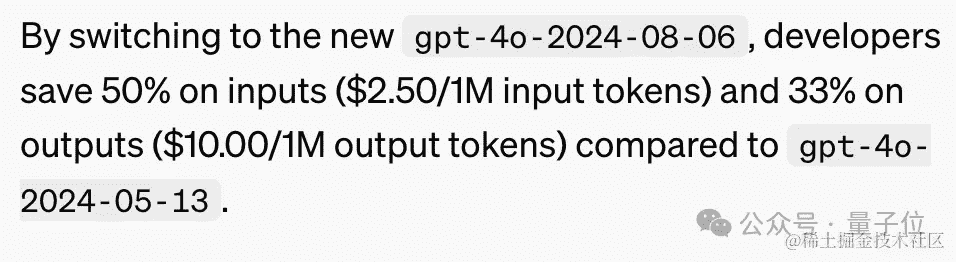 By switching to the new gpt-4o-2024-08-06, developers
save 50% on inputs ($2.50/1M input tokens) and 33% on
outputs ($10.00/1M output tokens) compared to gpt-4o-
2024-05-13.
公众号 · 量子位
@稀土掘金技术社区